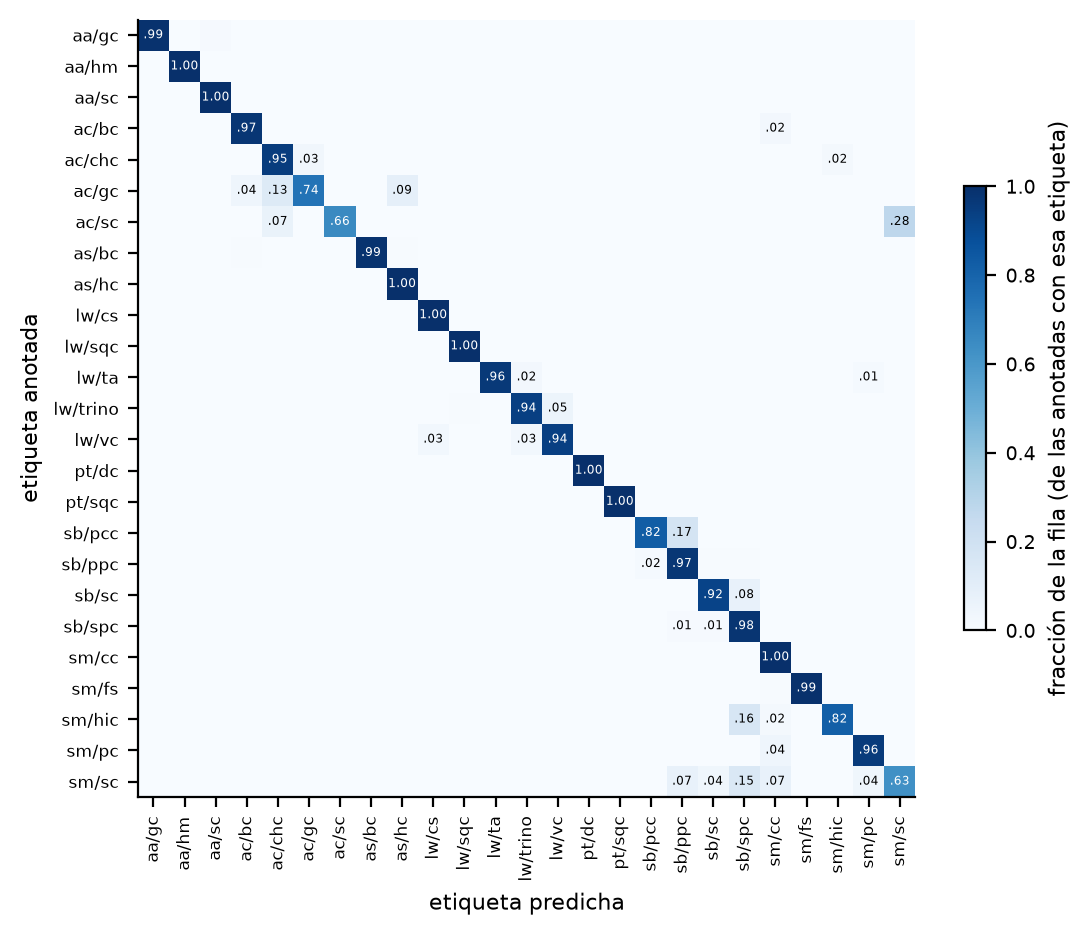 aa/gc .99
aa/hm 1.00
aa/sc 1.00
ac/bc .97 .02
ac/chc .95 .03 .02
ac/gc .04 .13 .74 .09
ac/sc .07 .66 .28
as/bc .99
as/hc 1.00
lw/cs 1.00
lw/sqc 1.00
lw/ta .96 .02 .01
lw/trino .94 .05
lw/vc .03 .03 .94
pt/dc 1.00
pt/sqc 1.00
sb/pcc .82 .17
sb/ppc .02 .97
sb/sc .92 .08
sb/spc .01 .01 .98
sm/cc 1.00
sm/fs .99
sm/hic .16 .02 .82
sm/pc .04 .96
sm/sc .07 .04 .15 .07 .04 .63
etiqueta anotada
aa/gc
aa/hm
aa/sc
ac/bc
ac/chc
ac/gc
ac/sc
as/bc
as/hc
lw/cs
lw/sqc
lw/ta
lw/trino
lw/vc
pt/dc
pt/sqc
sb/pcc
sb/ppc
sb/sc
sb/spc
sm/cc
sm/fs
sm/hic
sm/pc
sm/sc
etiqueta predicha
1.0
0.8
0.6
0.4
0.2
0.0
fracción de la fila (de las anotadas con esa etiqueta)